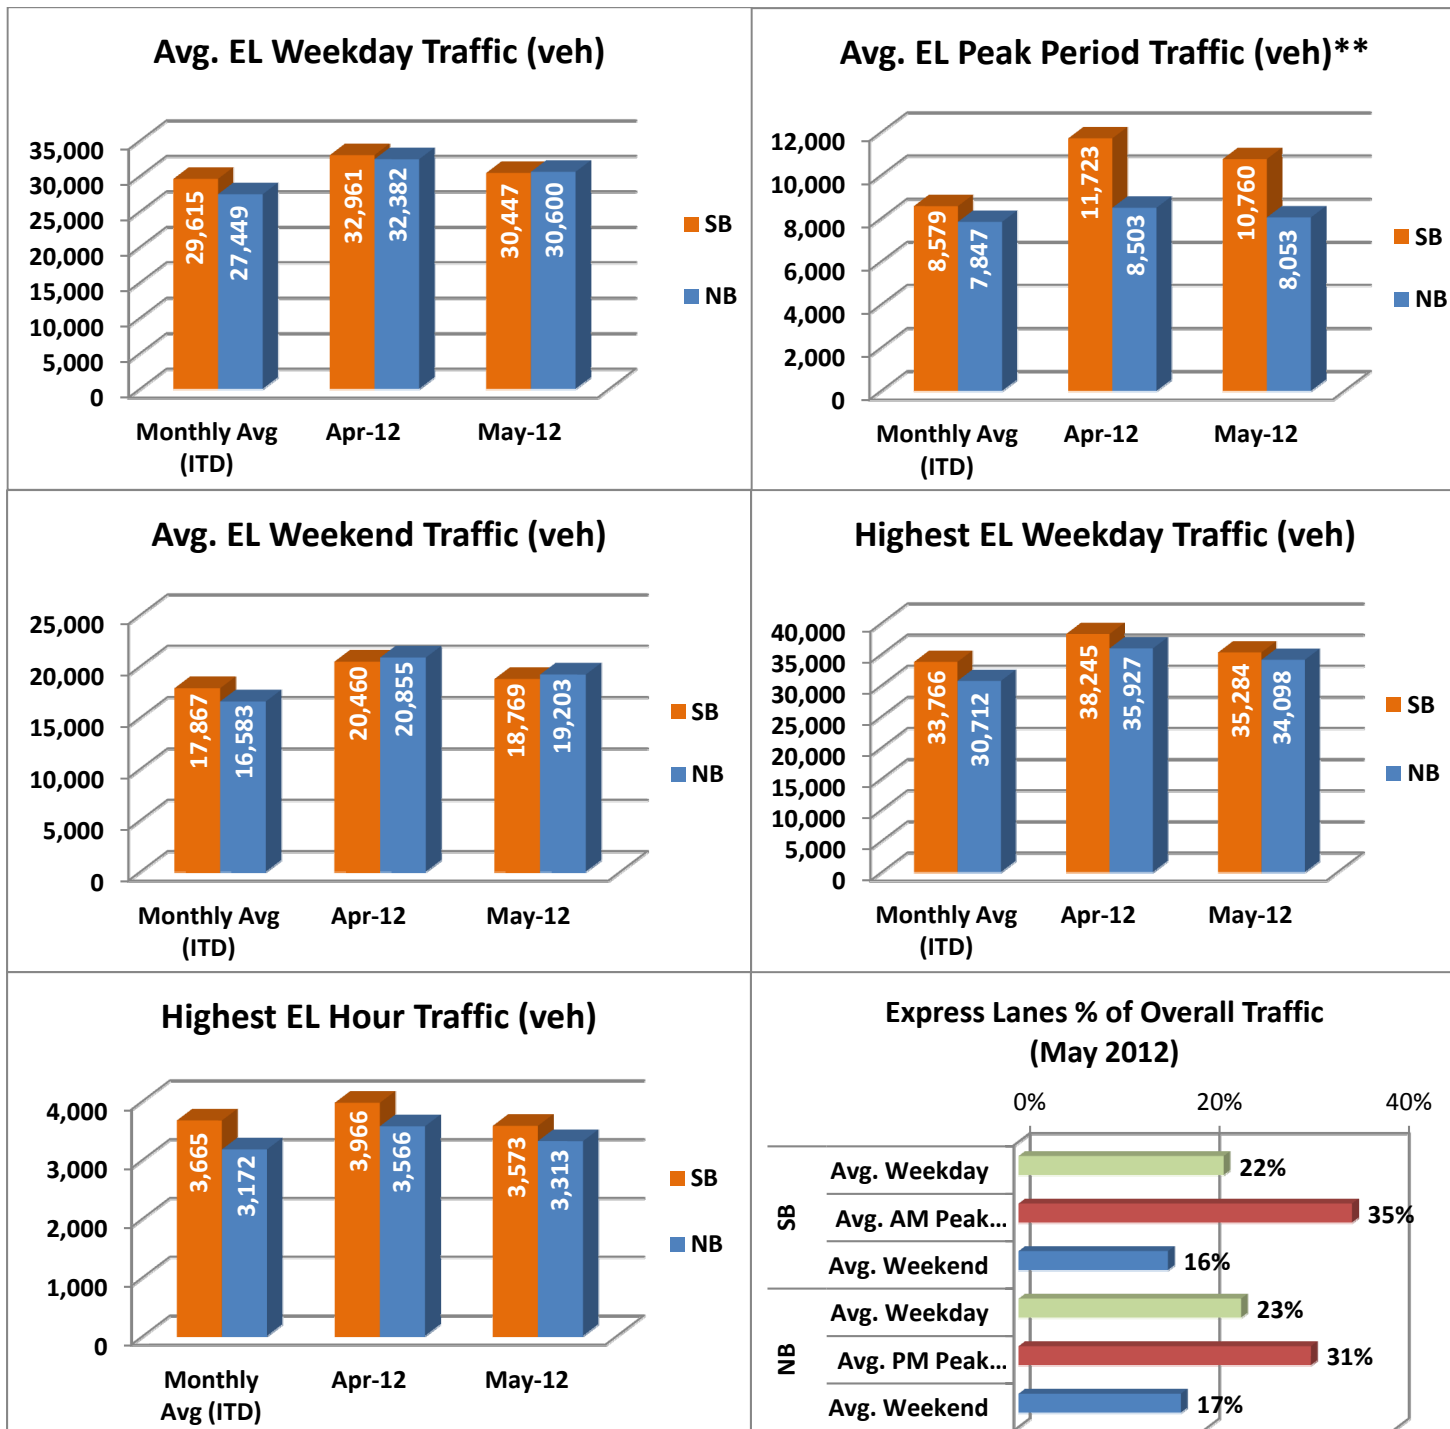 Avg. EL Weekday Traffic (veh)
35,000
30,000
25,000
20,000
15,000
10,000
5,000
0
29,615
27,449
32,961
32,382
30,447
30,600
SB
NB
Monthly Avg
(ITD)
Apr-12
May-12
Avg. EL Peak Period Traffic (veh)**
12,000
10,000
8,000
6,000
4,000
2,000
0
8,579
7,847
11,723
8,503
10,760
8,053
SB
NB
Monthly Avg
(ITD)
Apr-12
May-12
Avg. EL Weekend Traffic (veh)
25,000
20,000
15,000
10,000
5,000
0
17,867
16,583
20,460
20,855
18,769
19,203
SB
NB
Monthly Avg
(ITD)
Apr-12
May-12
Highest EL Weekday Traffic (veh)
40,000
35,000
30,000
25,000
20,000
15,000
10,000
5,000
0
33,766
30,712
38,245
35,927
35,284
34,098
SB
NB
Monthly Avg
(ITD)
Apr-12
May-12
Highest EL Hour Traffic (veh)
4,000
3,000
2,000
1,000
0
3,665
3,172
3,966
3,566
3,573
3,313
SB
NB
Monthly
Avg (ITD)
Apr-12
May-12
Express Lanes % of Overall Traffic
(May 2012)
0% 20% 40%
SB
Avg. Weekday 22%
Avg. AM Peak... 35%
Avg. Weekend 16%
NB
Avg. Weekday 23%
Avg. PM Peak... 31%
Avg. Weekend 17%